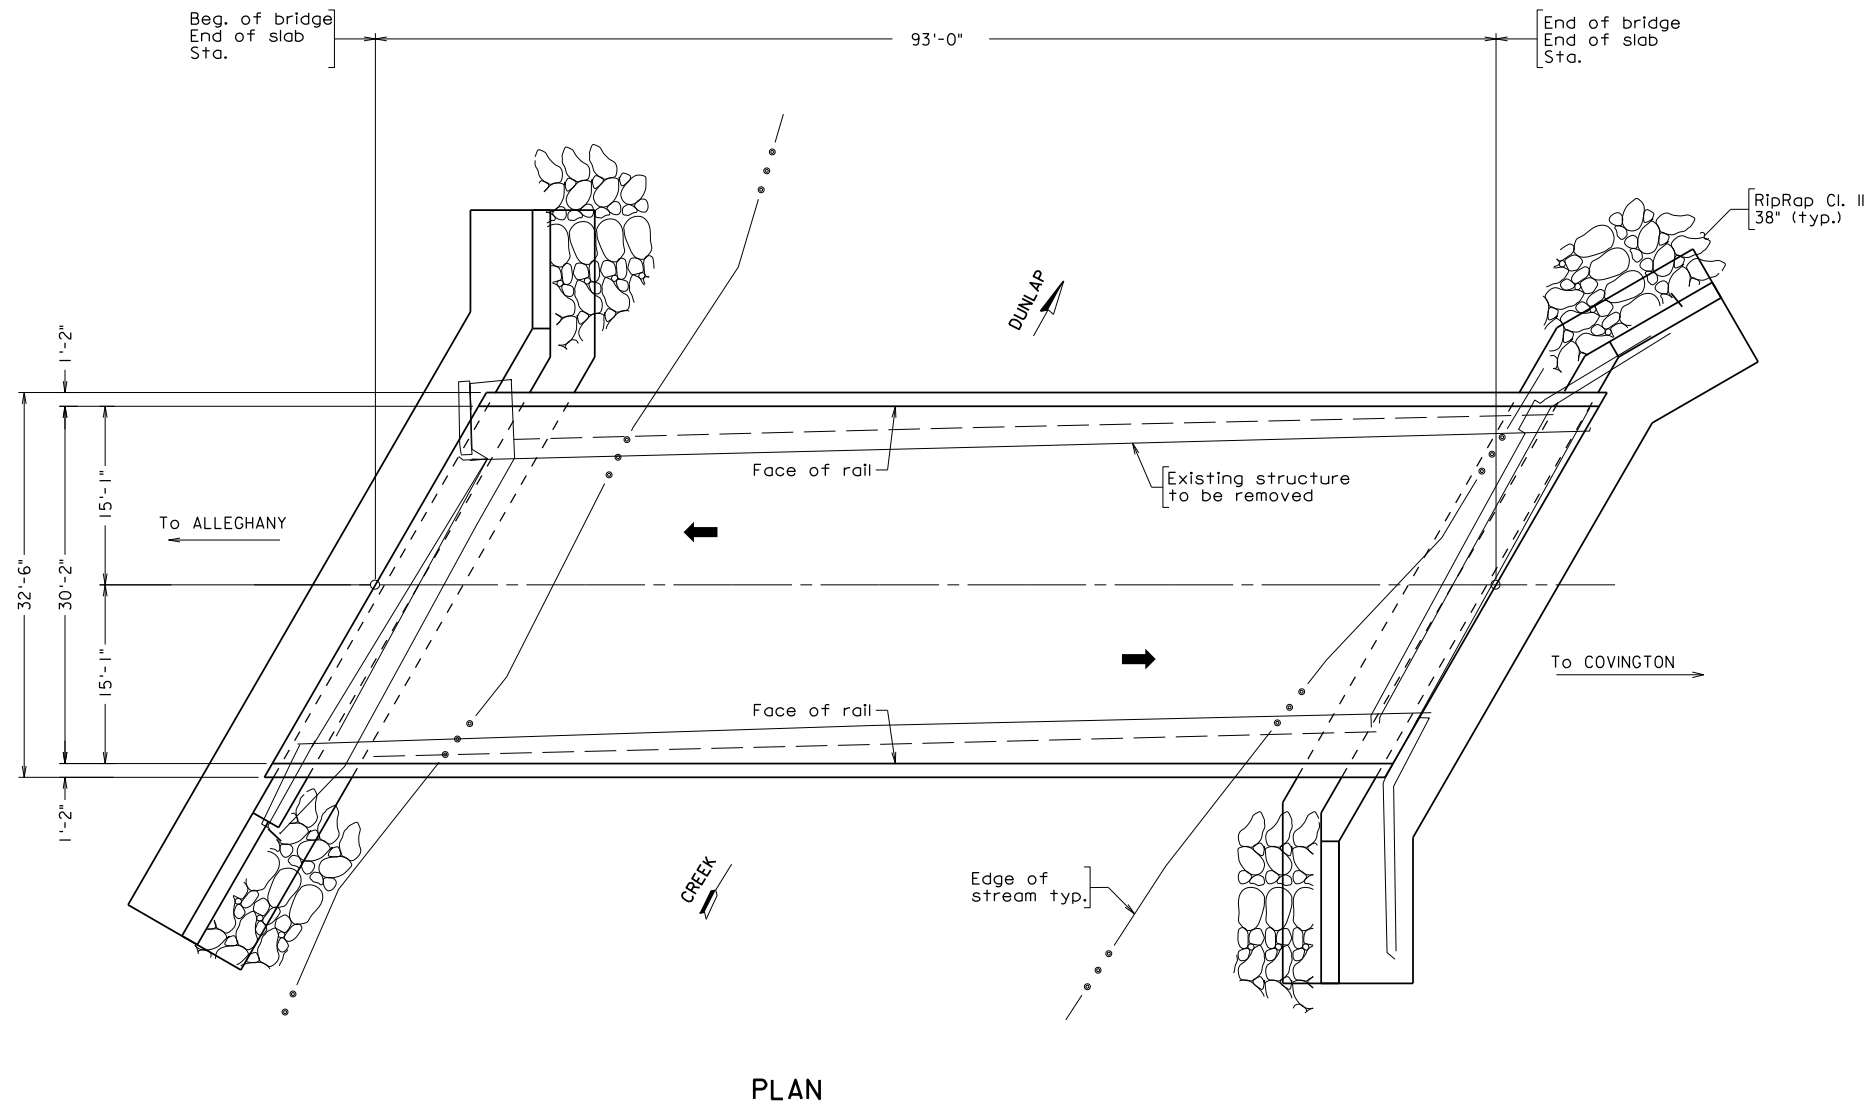 Beg. of bridge
End of slab
Sta.
93'-0"
End of bridge
End of slab
Sta.
RipRap Cl. II
38" (typ.)
DUNLAP
1'-2"
Face of rail
Existing structure
to be removed
15'-1"
To ALLEGHANY
32'-6"
30'-2"
15'-1"
To COVINGTON
Face of rail
1'-2"
CREEK
Edge of
stream typ.
PLAN